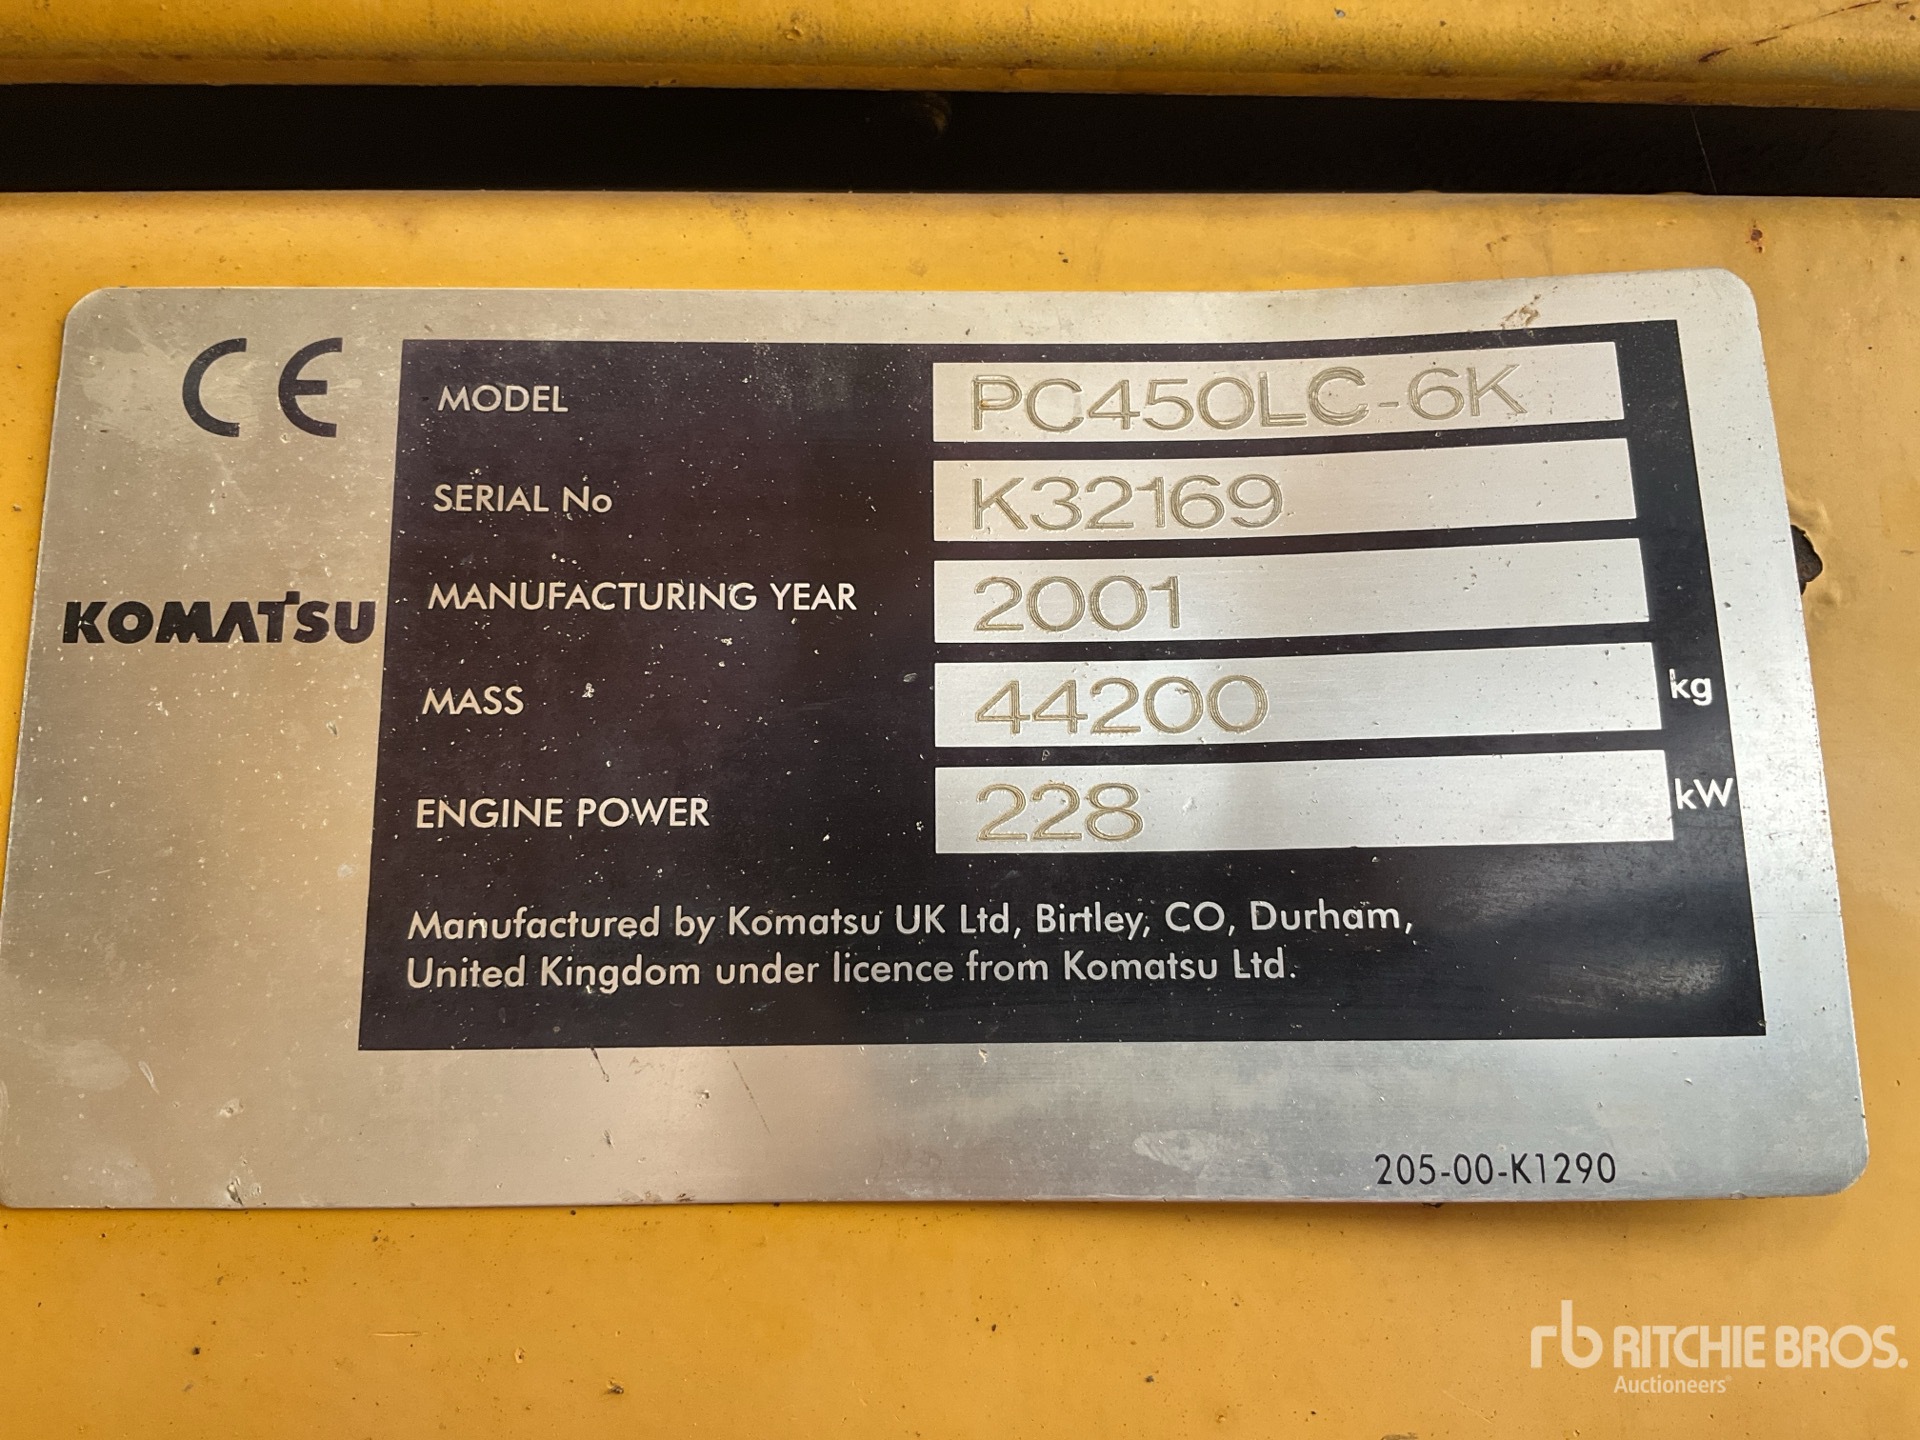 CE
MODEL PC450LC-6K
SERIAL No K32169
MANUFACTURING YEAR 2001
KOMATSU
MASS 44200 kg
ENGINE POWER 228 kW
Manufactured by Komatsu UK Ltd, Birtley, CO, Durham,
United Kingdom under licence from Komatsu Ltd.
205-00-K1290
rb RITCHIE BROS.
Auctioneers